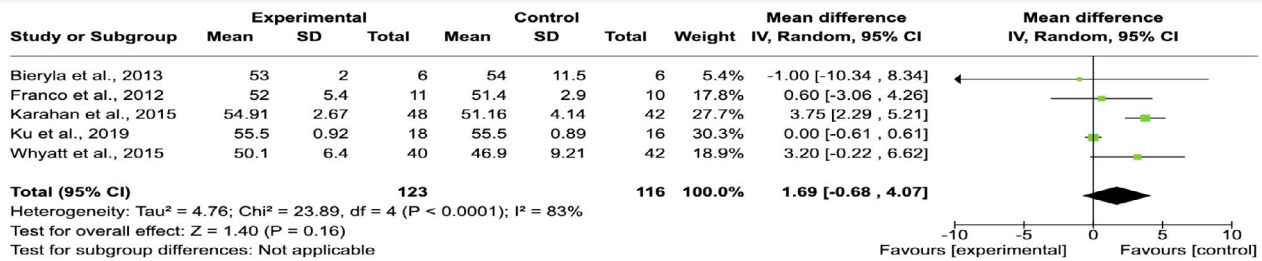 Experimental Control Mean difference Mean difference
Study or Subgroup Mean SD Total Mean SD Total Weight IV, Random, 95% CI IV, Random, 95% CI
Bieryla et al., 2013 53 2 6 54 11.5 6 5.4% -1.00 [-10.34 , 8.34]
Franco et al., 2012 52 5.4 11 51.4 2.9 10 17.8% 0.60 [-3.06 , 4.26]
Karahan et al., 2015 54.91 2.67 48 51.16 4.14 42 27.7% 3.75 [2.29 , 5.21]
Ku et al., 2019 55.5 0.92 18 55.5 0.89 16 30.3% 0.00 [-0.61 , 0.61]
Whyatt et al., 2015 50.1 6.4 40 46.9 9.21 42 18.9% 3.20 [-0.22 , 6.62]
Total (95% CI) 123 116 100.0% 1.69 [-0.68 , 4.07]
Heterogeneity: Tau² = 4.76; Chi² = 23.89, df = 4 (P < 0.0001); I² = 83%
Test for overall effect: Z = 1.40 (P = 0.16)
Test for subgroup differences: Not applicable
-10 -5 0 5 10
Favours [experimental] Favours [control]